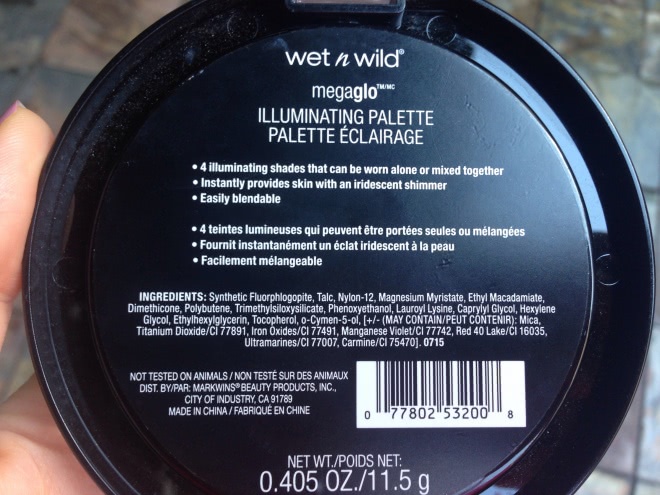 wet n wild®
megaglo™/MC
ILLUMINATING PALETTE
PALETTE ÉCLAIRAGE
• 4 illuminating shades that can be worn alone or mixed together
• Instantly provides skin with an iridescent shimmer
• Easily blendable
• 4 teintes lumineuses qui peuvent être portées seules ou mélangées
• Fournit instantanément un éclat iridescent à la peau
• Facilement mélangeable
INGREDIENTS: Synthetic Fluorphlogopite, Talc, Nylon-12, Magnesium Myristate, Ethyl Macadamiate,
Dimethicone, Polybutene, Trimethylsiloxysilicate, Phenoxyethanol, Lauroyl Lysine, Caprylyl Glycol, Hexylene
Glycol, Ethylhexylglycerin, Tocopherol, o-Cymen-5-ol, [+/- (MAY CONTAIN/PEUT CONTENIR): Mica,
Titanium Dioxide/CI 77891, Iron Oxides/CI 77491, Manganese Violet/CI 77742, Red 40 Lake/CI 16035,
Ultramarines/CI 77007, Carmine/CI 75470]. 0715
NOT TESTED ON ANIMALS / NON TESTÉ SUR DES ANIMAUX
DIST. BY/PAR: MARKWINS® BEAUTY PRODUCTS, INC.,
CITY OF INDUSTRY, CA 91789
MADE IN CHINA / FABRIQUÉ EN CHINE
0 77802 53200 8
NET WT./POIDS NET:
0.405 OZ./11.5 g